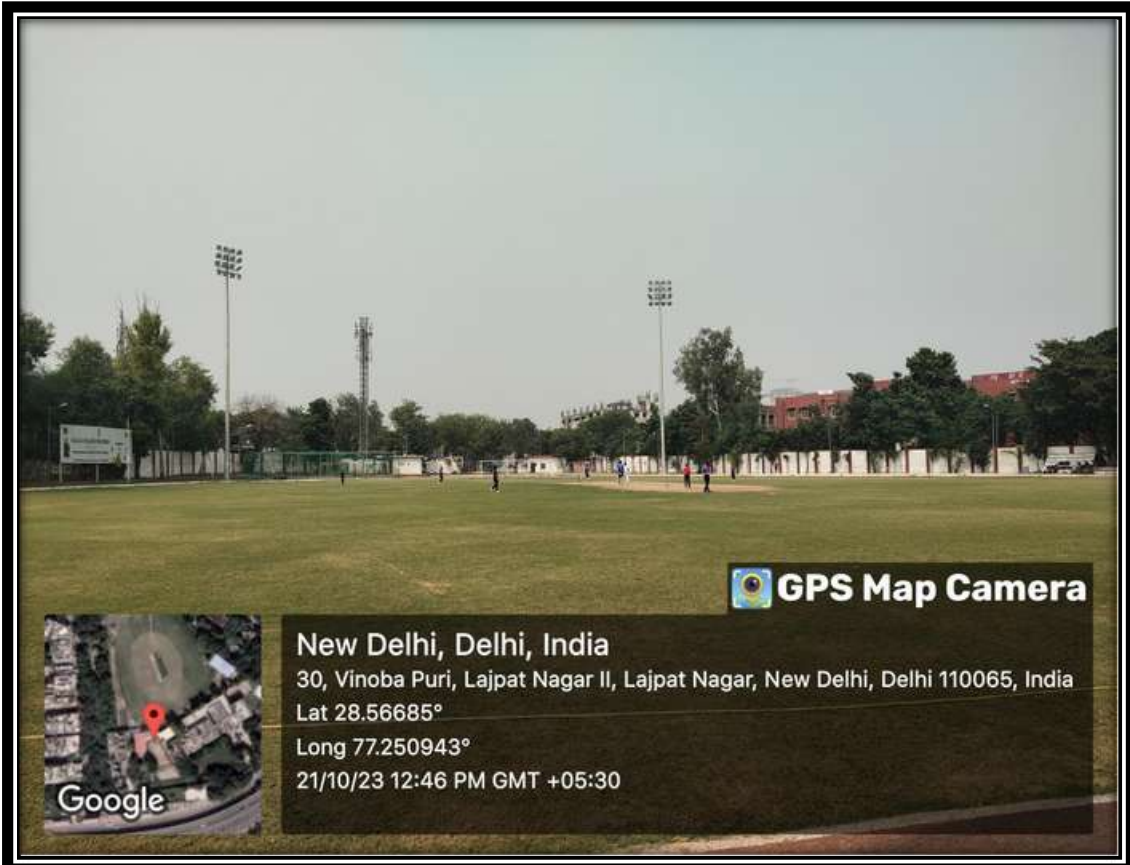 GPS Map Camera
New Delhi, Delhi, India
30, Vinoba Puri, Lajpat Nagar II, Lajpat Nagar, New Delhi, Delhi 110065, India
Lat 28.56685°
Long 77.250943°
21/10/23 12:46 PM GMT +05:30
Google